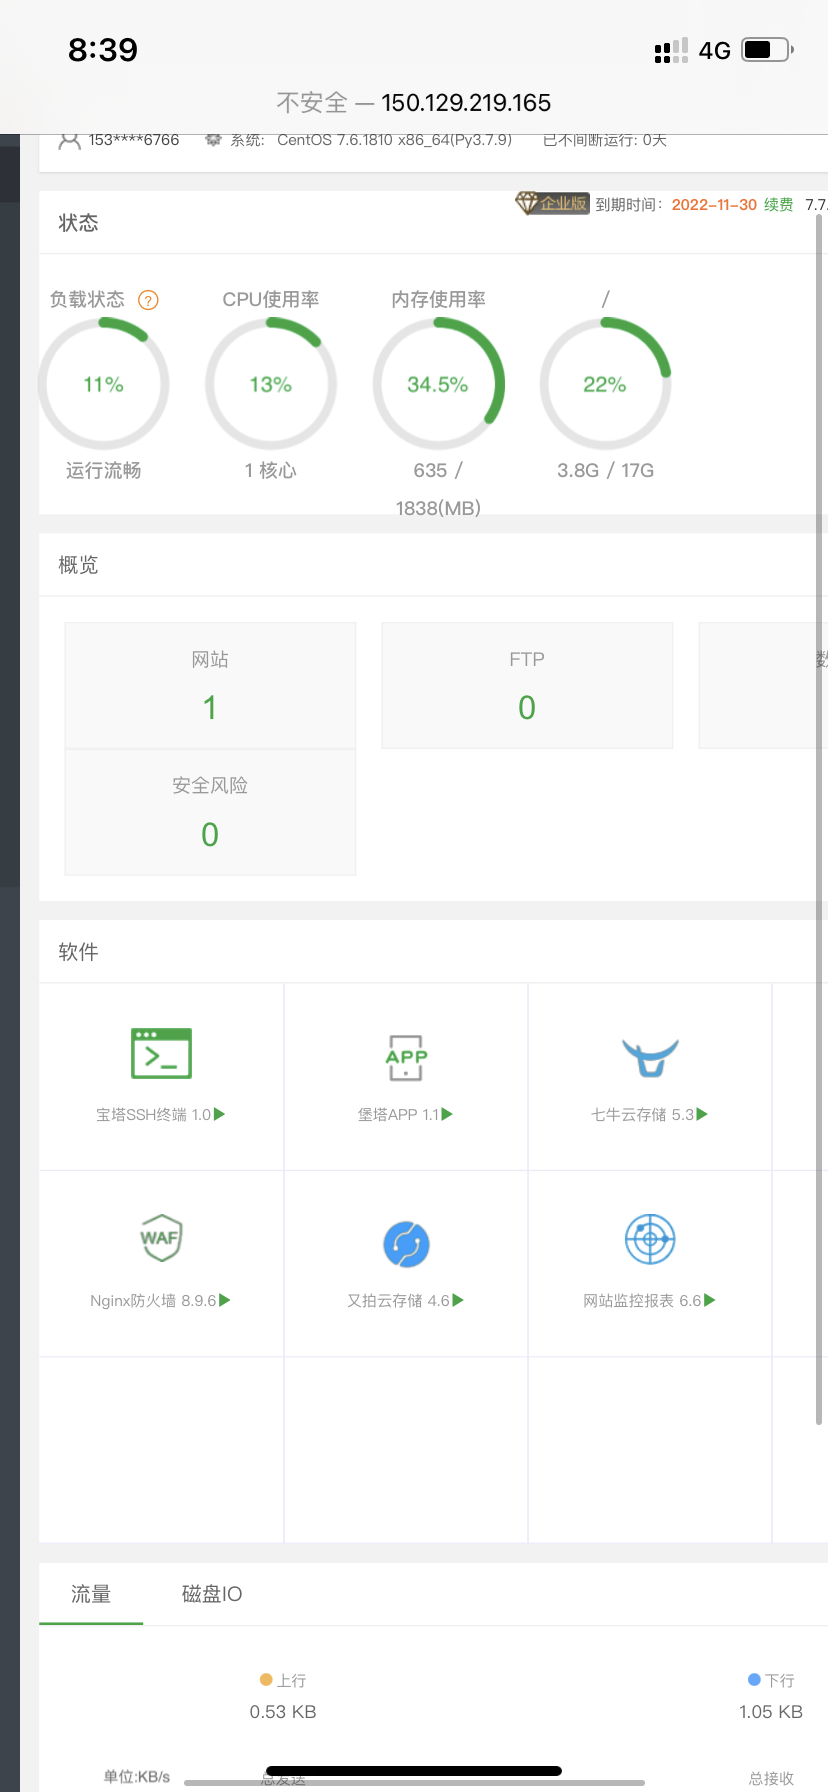 8:39
4G
不安全 — 150.129.219.165
153****6766 系统: CentOS 7.6.1810 x86_64(Py3.7.9) 已不间断运行: 0天
企业版 到期时间: 2022-11-30 续费 7.7.
状态
负载状态 ? CPU使用率 内存使用率 /
11% 13% 34.5% 22%
运行流畅 1 核心 635 / 3.8G / 17G
1838(MB)
概览
网站 FTP 数
1 0
安全风险
0
软件
>_ APP
宝塔SSH终端 1.0 堡塔APP 1.1 七牛云存储 5.3
WAF
Nginx防火墙 8.9.6 又拍云存储 4.6 网站监控报表 6.6
流量 磁盘IO
上行 下行
0.53 KB 1.05 KB
单位:KB/s 总发送 总接收